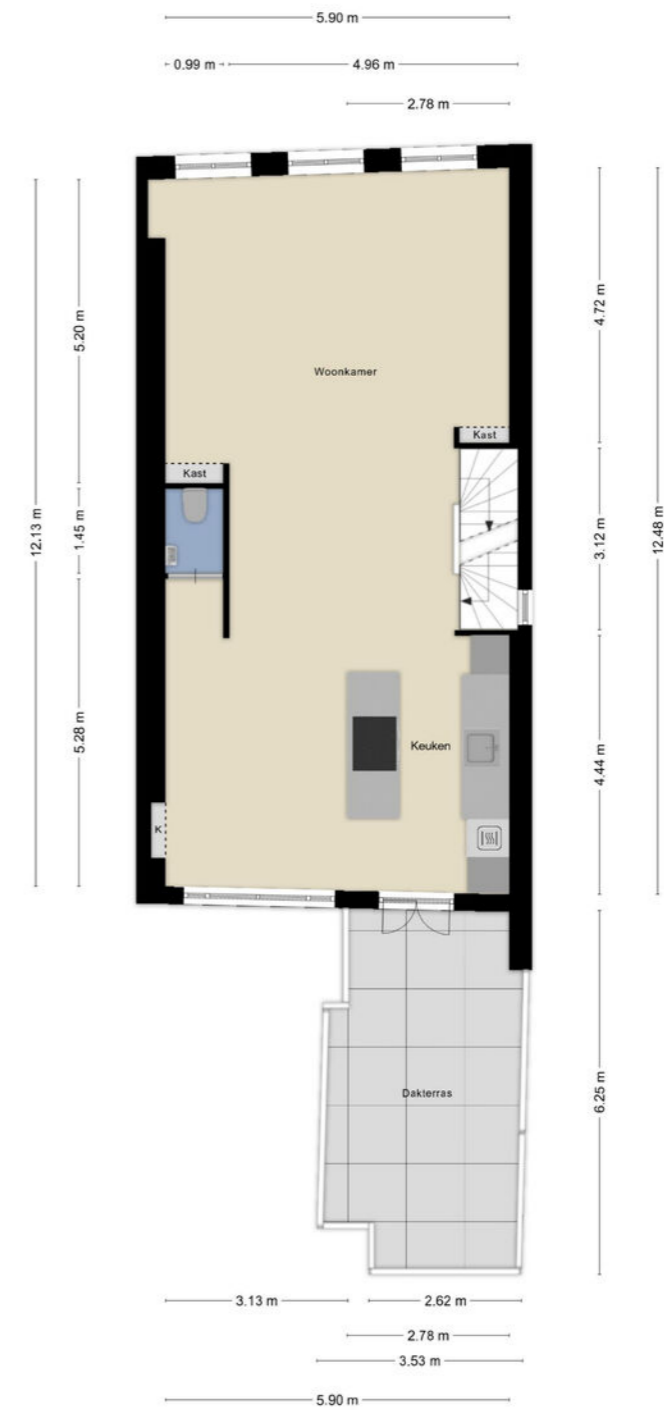 5.90 m
0.99 m
4.96 m
2.78 m
12.13 m
5.20 m
1.45 m
5.28 m
4.72 m
3.12 m
4.44 m
12.48 m
6.25 m
Woonkamer
Kast
Kast
Keuken
K
Dakterras
3.13 m
2.62 m
2.78 m
3.53 m
5.90 m